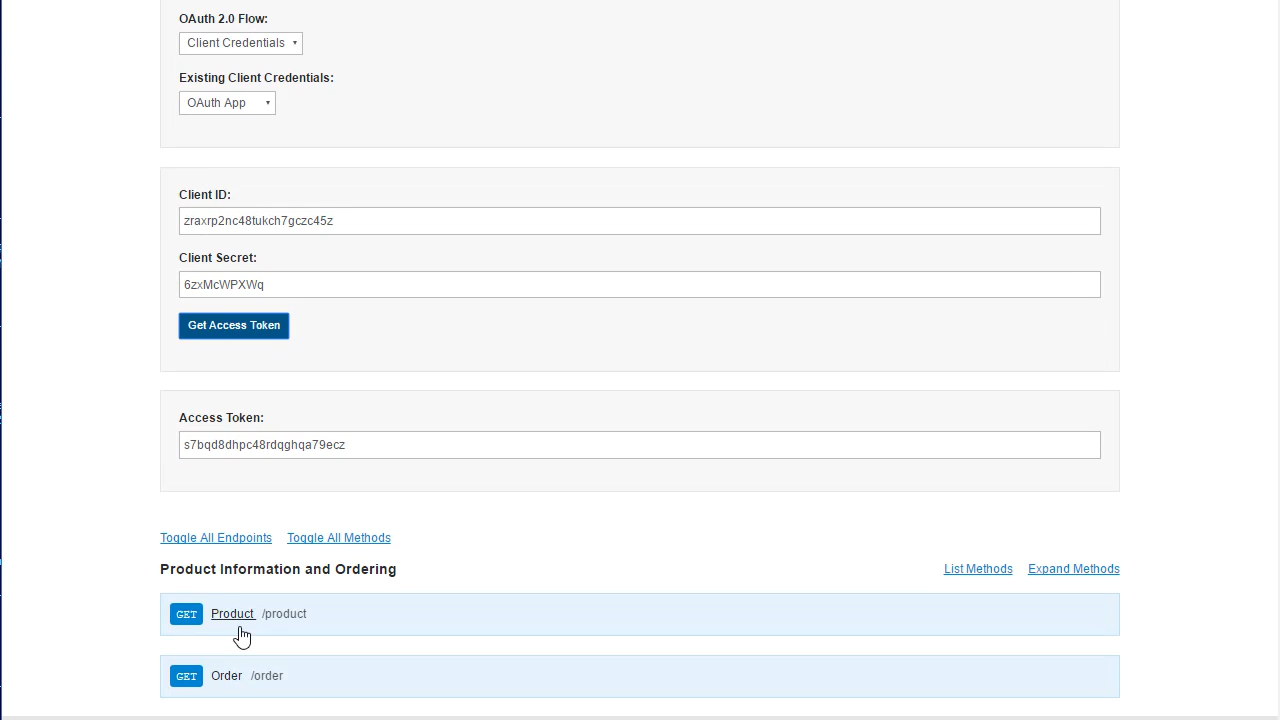 OAuth 2.0 Flow:
Client Credentials
Existing Client Credentials:
OAuth App
Client ID:
zraxrp2nc48tukch7gczc45z
Client Secret:
6zxMcWPXWq
Get Access Token
Access Token:
s7bqd8dhpc48rdqghqa79ecz
Toggle All Endpoints Toggle All Methods
Product Information and Ordering List Methods Expand Methods
GET Product /product
GET Order /order